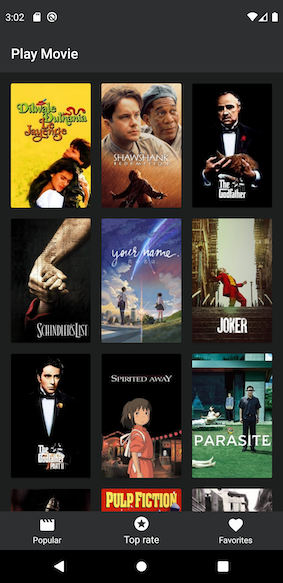 3:02
Play Movie
Dilwale
Dulhania
Le
Jayenge
SHAWSHANK
REDEMPTION
The
Godfather
SCHINDLER'S LIST
your name.
JOKER
The
Godfather
PART II
SPIRITED AWAY
PARASITE
PULP FICTION
Popular
Top rate
Favorites